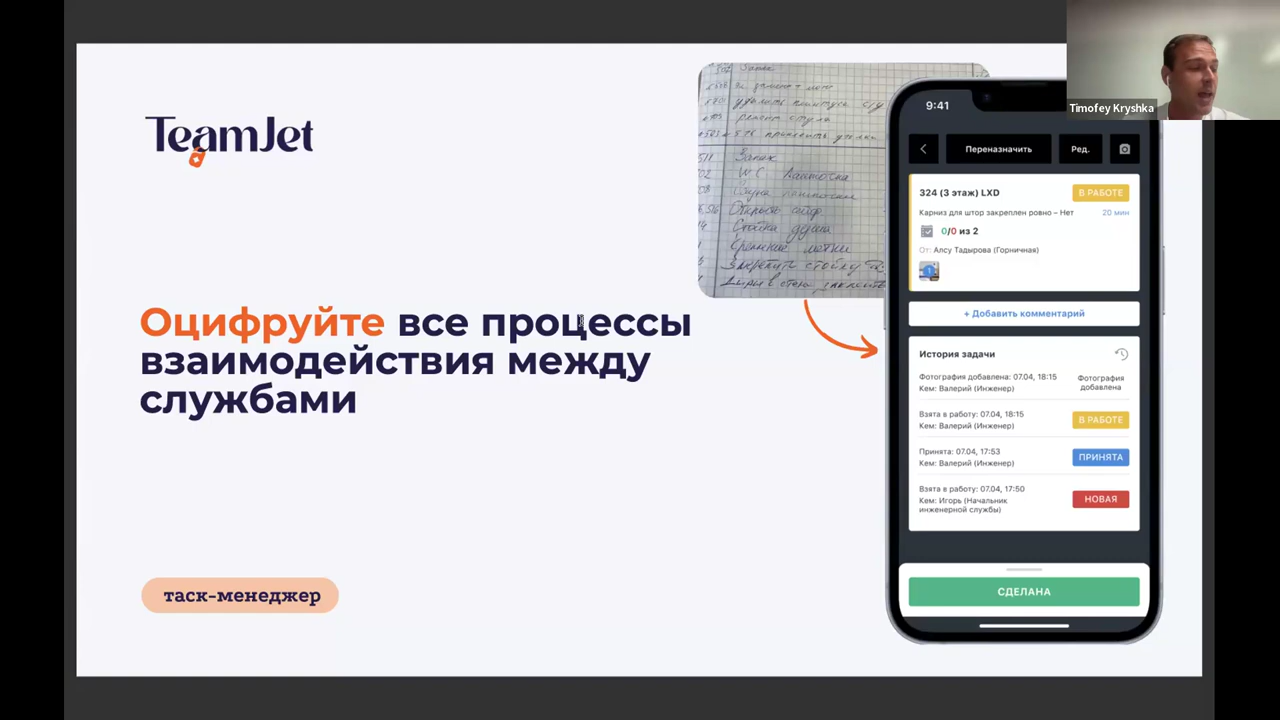 TeamJet
Оцифруйте все процессы
взаимодействия между
службами
таск-менеджер
Запах
ремонт стула
Запах
WC
Стойка душа
9:41
Timofey Kryshka
Переназначить
Ред.
324 (3 этаж) LXD
В РАБОТЕ
Карниз для штор закреплен ровно – Нет
20 мин
0/0 из 2
От: Алсу Тадырова (Горничная)
+ Добавить комментарий
История задачи
Фотография добавлена: 07.04, 18:15
Кем: Валерий (Инженер)
Фотография
добавлена
Взята в работу: 07.04, 18:15
Кем: Валерий (Инженер)
В РАБОТЕ
Принята: 07.04, 17:53
Кем: Валерий (Инженер)
ПРИНЯТА
Взята в работу: 07.04, 17:50
Кем: Игорь (Начальник
инженерной службы)
НОВАЯ
СДЕЛАНА